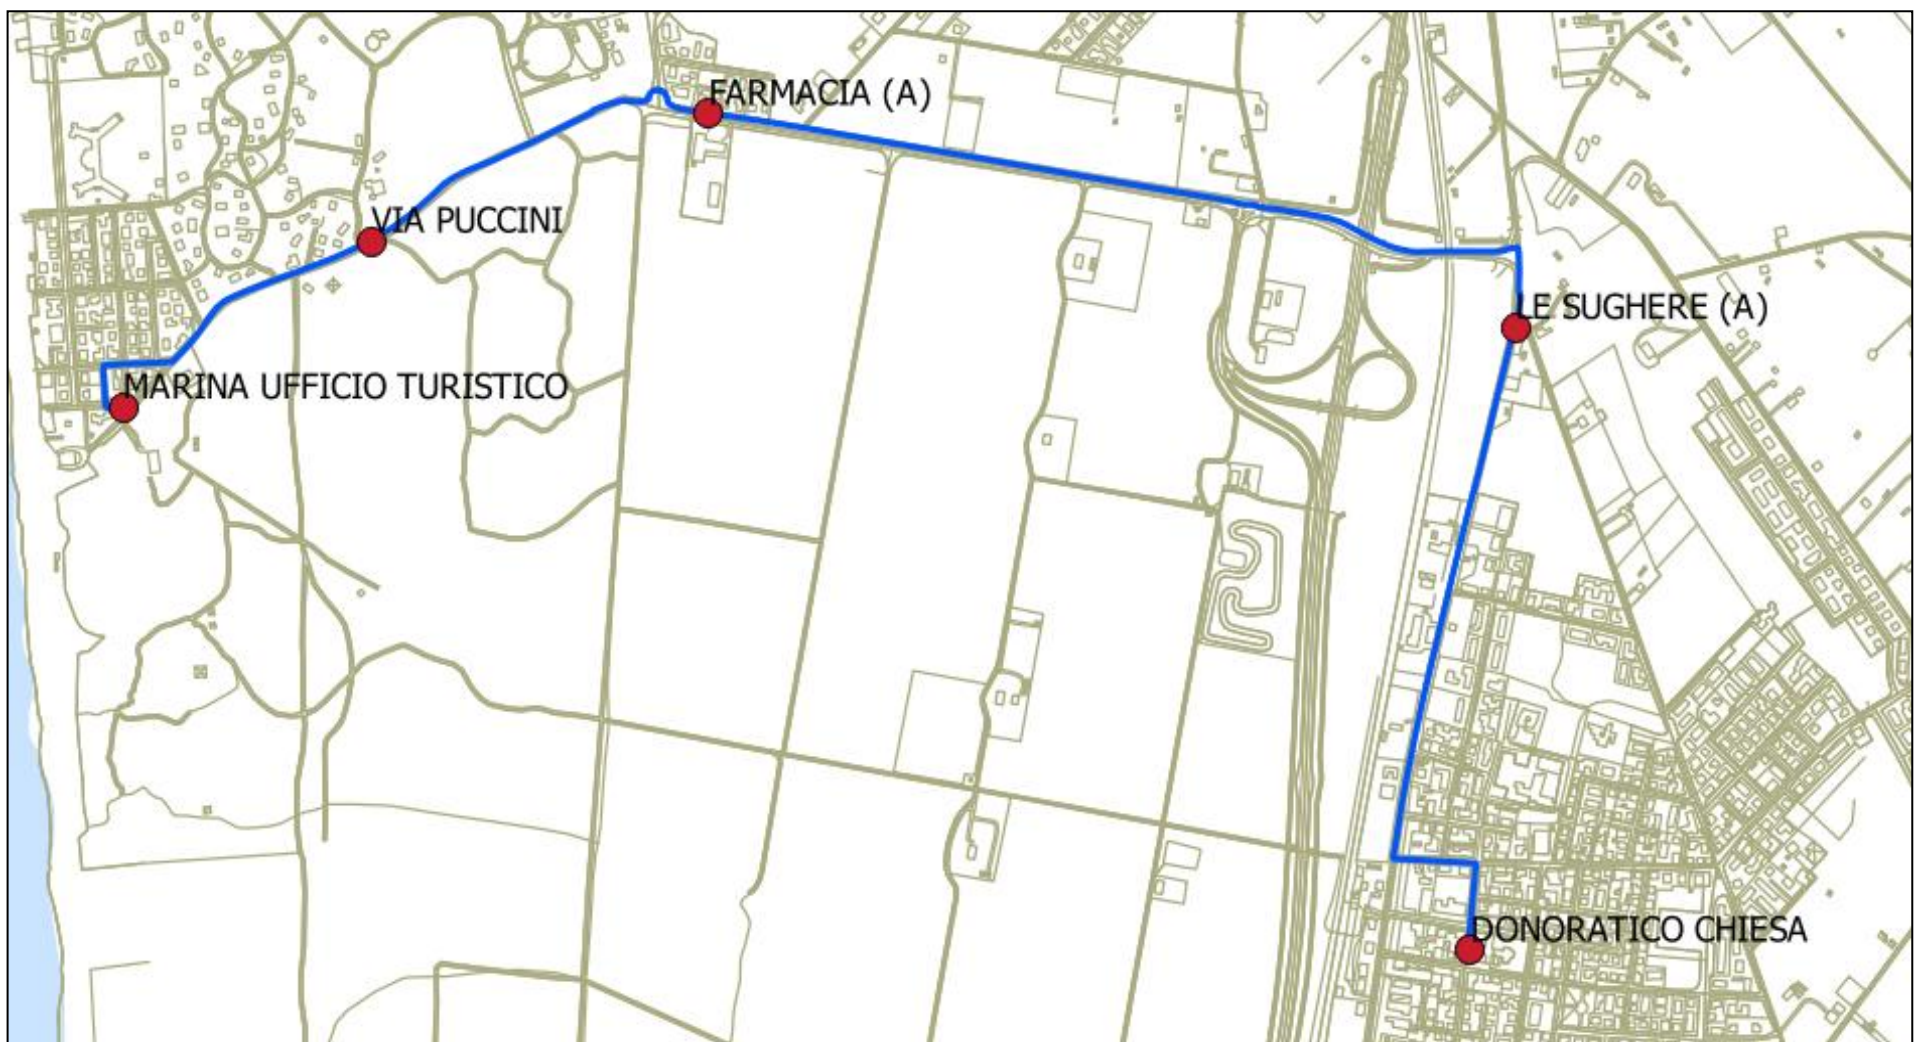 FARMACIA (A)
VIA PUCCINI
LE SUGHERE (A)
MARINA UFFICIO TURISTICO
DONORATICO CHIESA